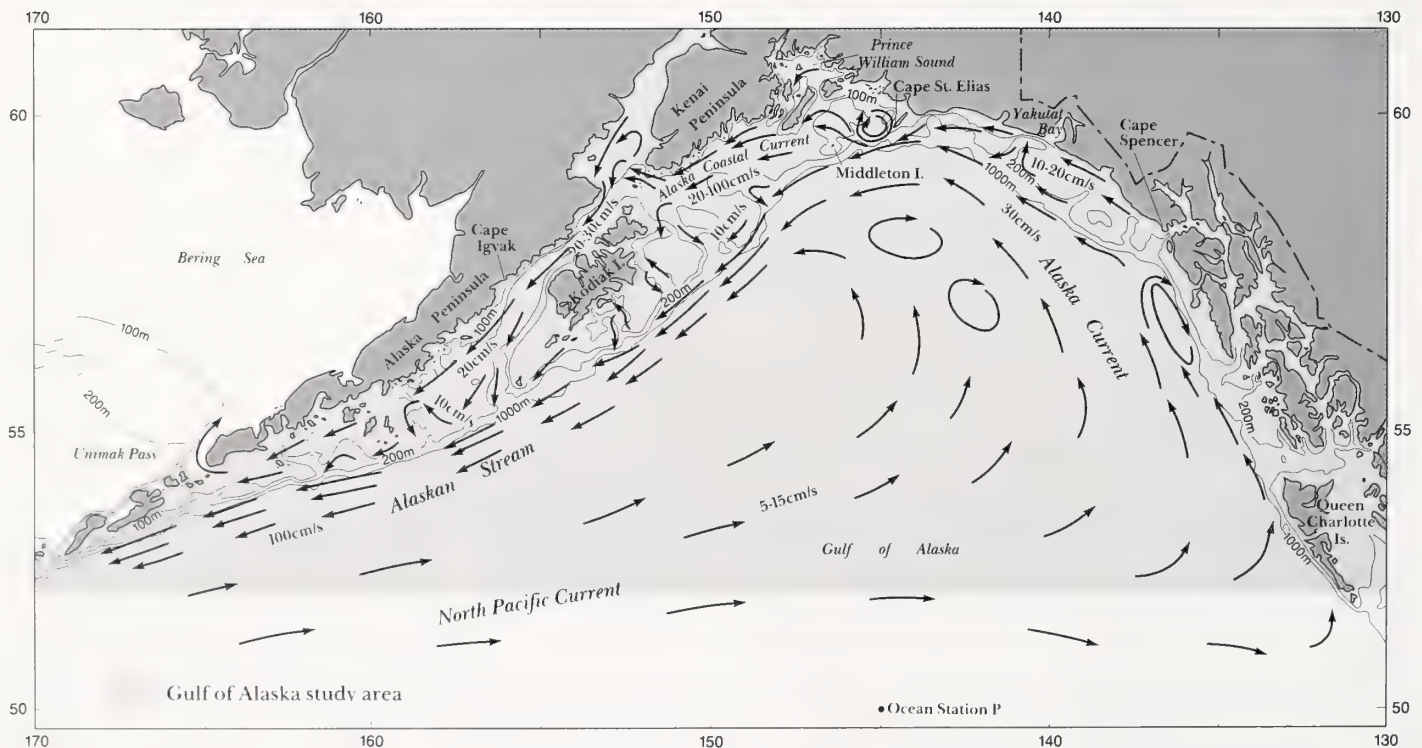 170 160 150 140 130
Prince
William Sound
Cape St. Elias
100m
Kenai
Peninsula
60 60
Yakutat
Bay
Cape
Spencer
Alaska Coastal Current
20-100cm/s
Middleton I.
200m
1000m
10-20cm/s
30cm/s
10cm/s
20-30cm/s
Cape
Igvak
Bering Sea
Kodiak I.
Alaska Current
Alaska Peninsula
100m
200m
100m
20cm/s
200m
10cm/s
1000m
200m
55 55
Unimak Pass
200m
Alaskan Stream
100m
100cm/s
5-15cm/s
Gulf of Alaska
Queen
Charlotte
Is.
1000m
North Pacific Current
Gulf of Alaska study area
50 50
Ocean Station P
170 160 150 140 130